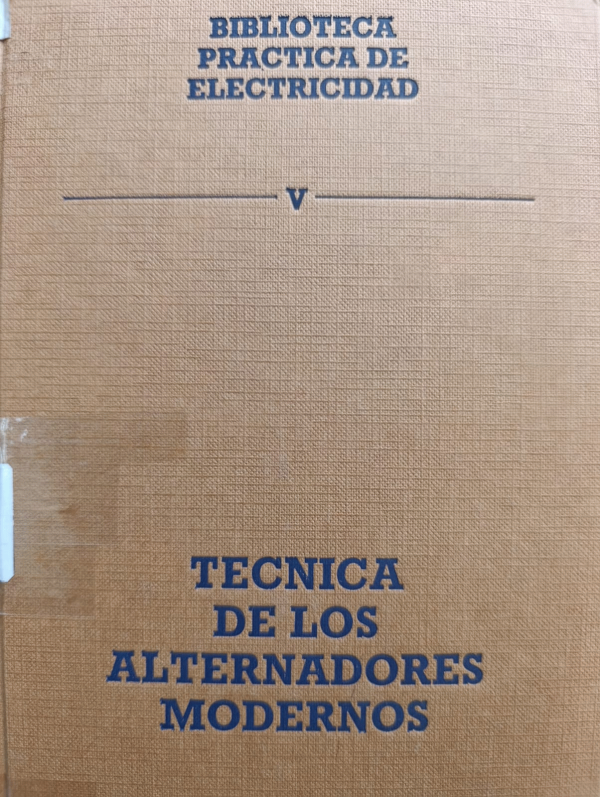 BIBLIOTECA
PRACTICA DE
ELECTRICIDAD
V
TECNICA
DE LOS
ALTERNADORES
MODERNOS